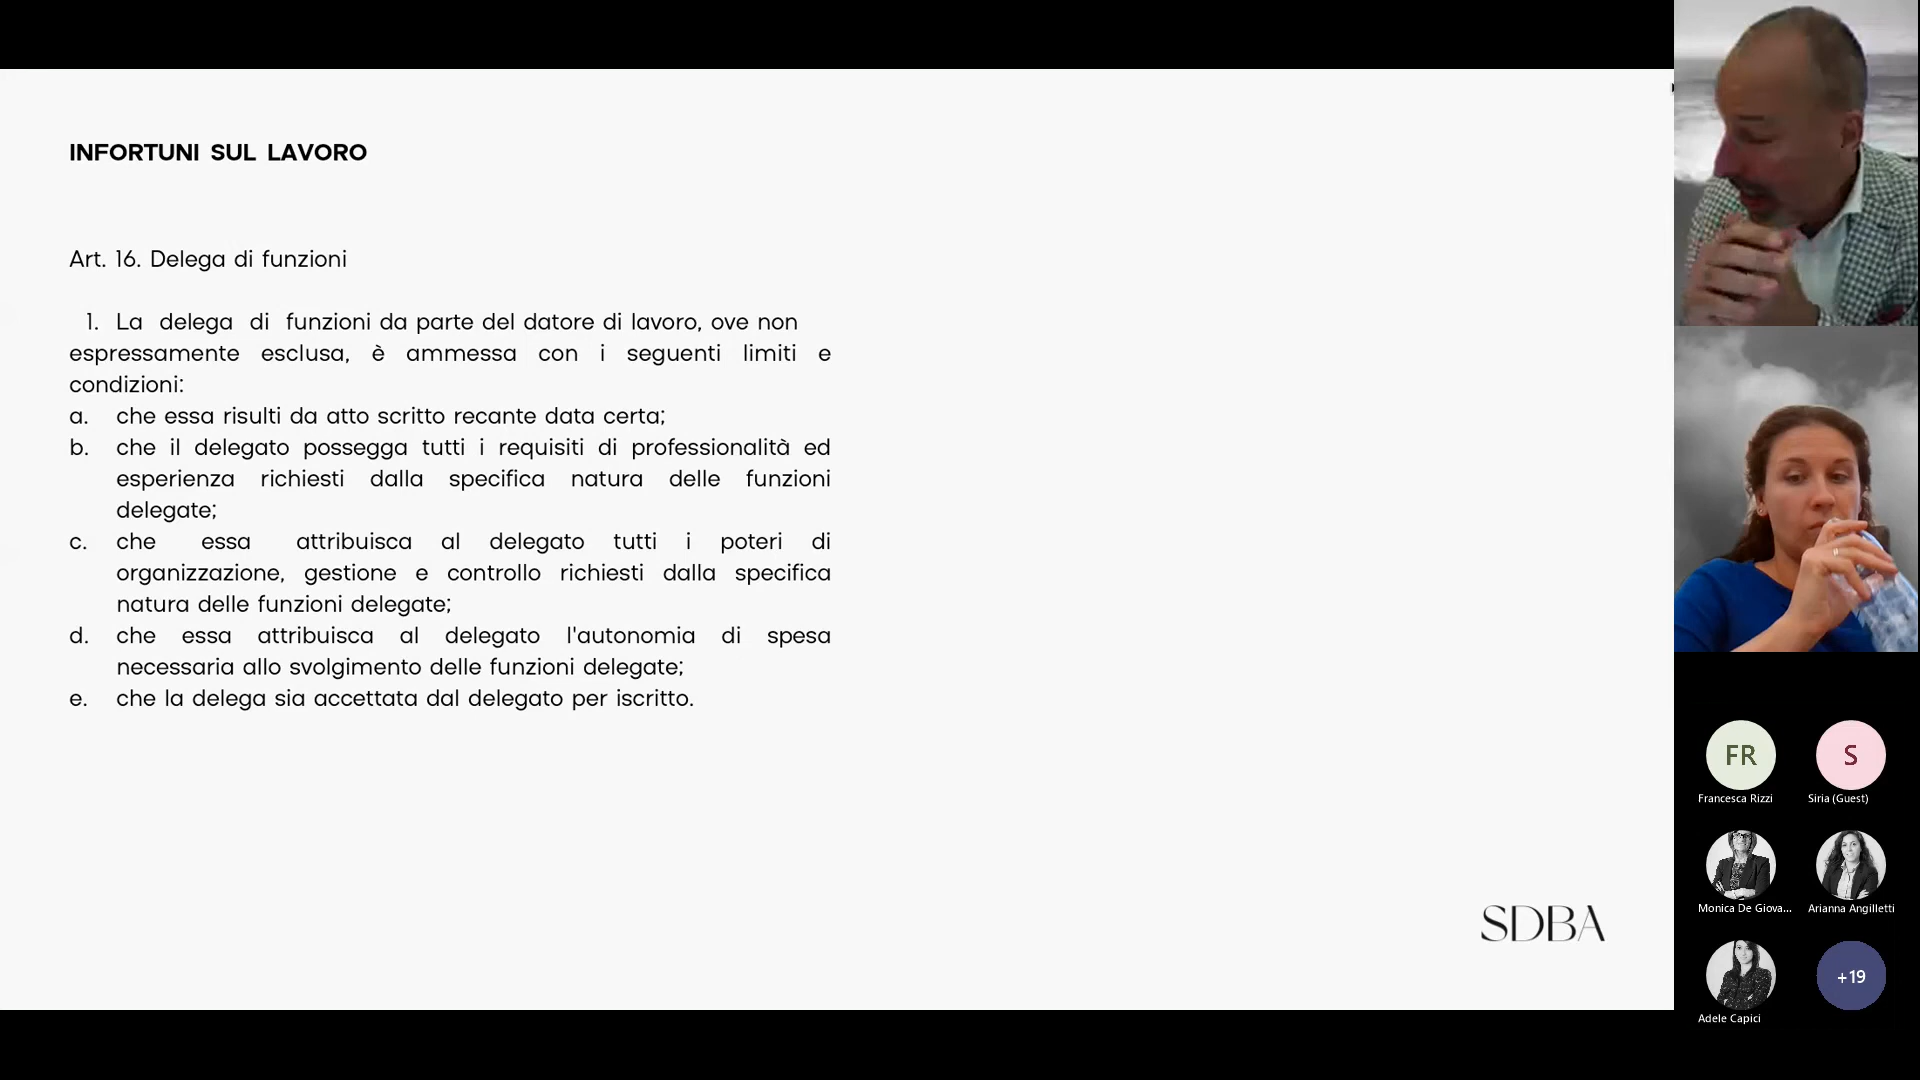 INFORTUNI SUL LAVORO
Art. 16. Delega di funzioni
1. La delega di funzioni da parte del datore di lavoro, ove non
espressamente esclusa, è ammessa con i seguenti limiti e
condizioni:
a. che essa risulti da atto scritto recante data certa;
b. che il delegato possegga tutti i requisiti di professionalità ed
esperienza richiesti dalla specifica natura delle funzioni
delegate;
c. che essa attribuisca al delegato tutti i poteri di
organizzazione, gestione e controllo richiesti dalla specifica
natura delle funzioni delegate;
d. che essa attribuisca al delegato l'autonomia di spesa
necessaria allo svolgimento delle funzioni delegate;
e. che la delega sia accettata dal delegato per iscritto.
SDBA
FR
Francesca Rizzi
S
Siria (Guest)
Monica De Giova...
Arianna Angilletti
Adele Capici
+19